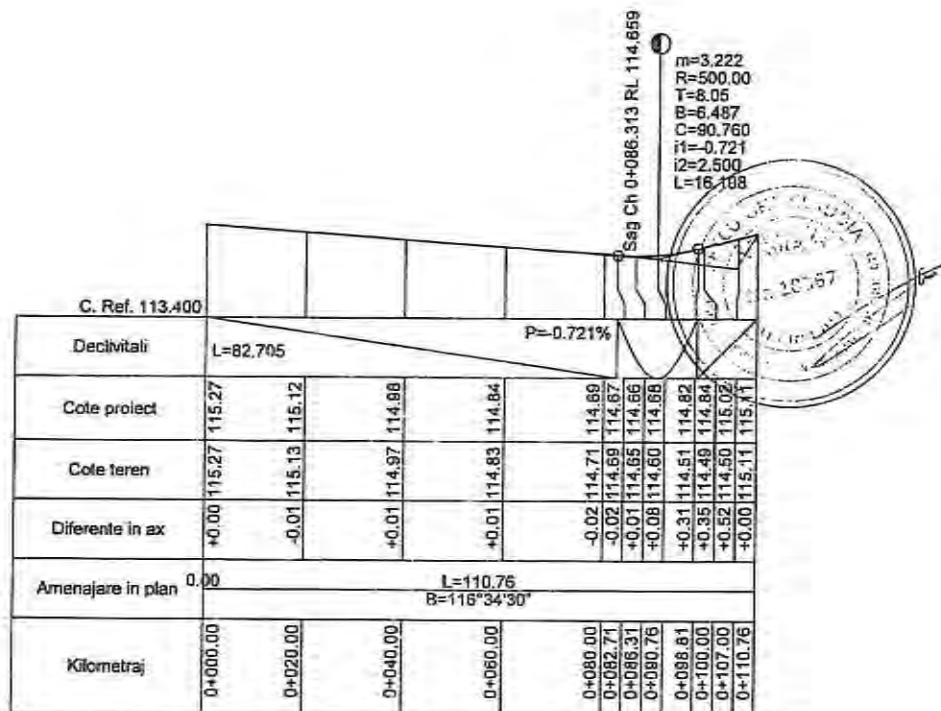 Sag Ch 0+086.313 RL 114.659
m=3.222
R=500.00
T=8.05
B=6.487
C=90.760
i1=-0.721
i2=2.500
L=16.108
C. Ref. 113.400
Declivitati L=82.705 P=-0.721%
Cote proiect 115.27 115.12 114.98 114.84 114.69 114.67 114.66 114.68 114.82 114.84 115.02 115.11
Cote teren 115.27 115.13 114.97 114.83 114.71 114.69 114.65 114.60 114.51 114.49 114.50 115.11
Diferente in ax +0.00 -0.01 +0.01 +0.01 -0.02 -0.02 +0.01 +0.08 +0.31 +0.35 +0.52 +0.00
Amenajare in plan 0.00 L=110.76
B=116°34'30"
Kilometraj 0+000.00 0+020.00 0+040.00 0+060.00 0+080.00 0+082.71 0+086.31 0+090.76 0+098.81 0+100.00 0+107.00 0+110.76